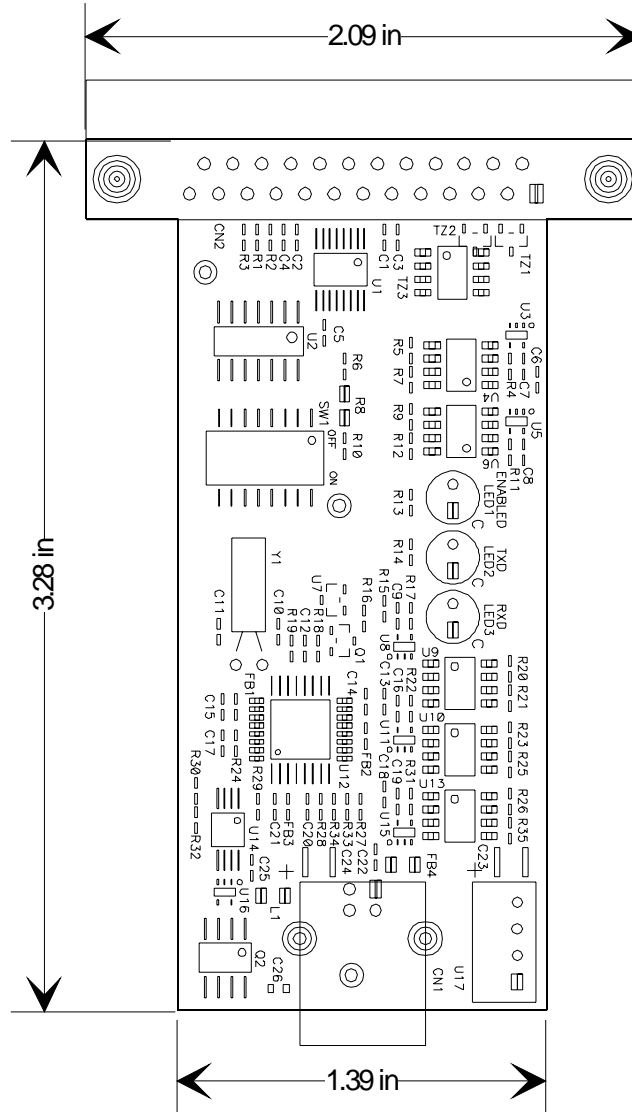 2.09 in
3.28 in
CN2
R3
R1
R2
C4
C2
U1
C1
C3
TZ3
TZ2
TZ1
U3
U2
C5
R6
R5
R7
R4
C7
C6
SW1
OFF
ON
R8
R10
R9
R12
U4
U5
U6
R11
C8
R13
ENABLED
LED1
C
R14
TXD
LED2
C
RXD
LED3
C
Y1
C11
C10
R19
C12
R18
U7
Q1
R16
R15
C9
R17
U8
U9
FB1
C14
C13
C16
R22
R20
R21
C15
C17
R24
R29
U12
FB2
U11
U10
R23
R25
R30
R32
U14
C21
FB3
C20
R28
R34
R33
R27
C18
C19
R31
U13
R26
R35
U15
C25
C24
C22
FB4
C23
U16
L1
Q2
C26
CN1
U17
1.39 in